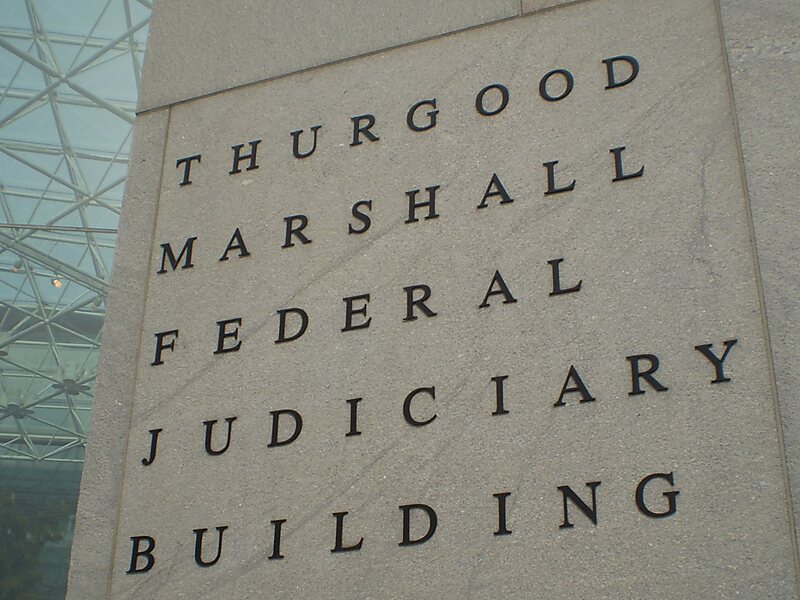 THURGOOD
MARSHALL
FEDERAL
JUDICIARY
BUILDING